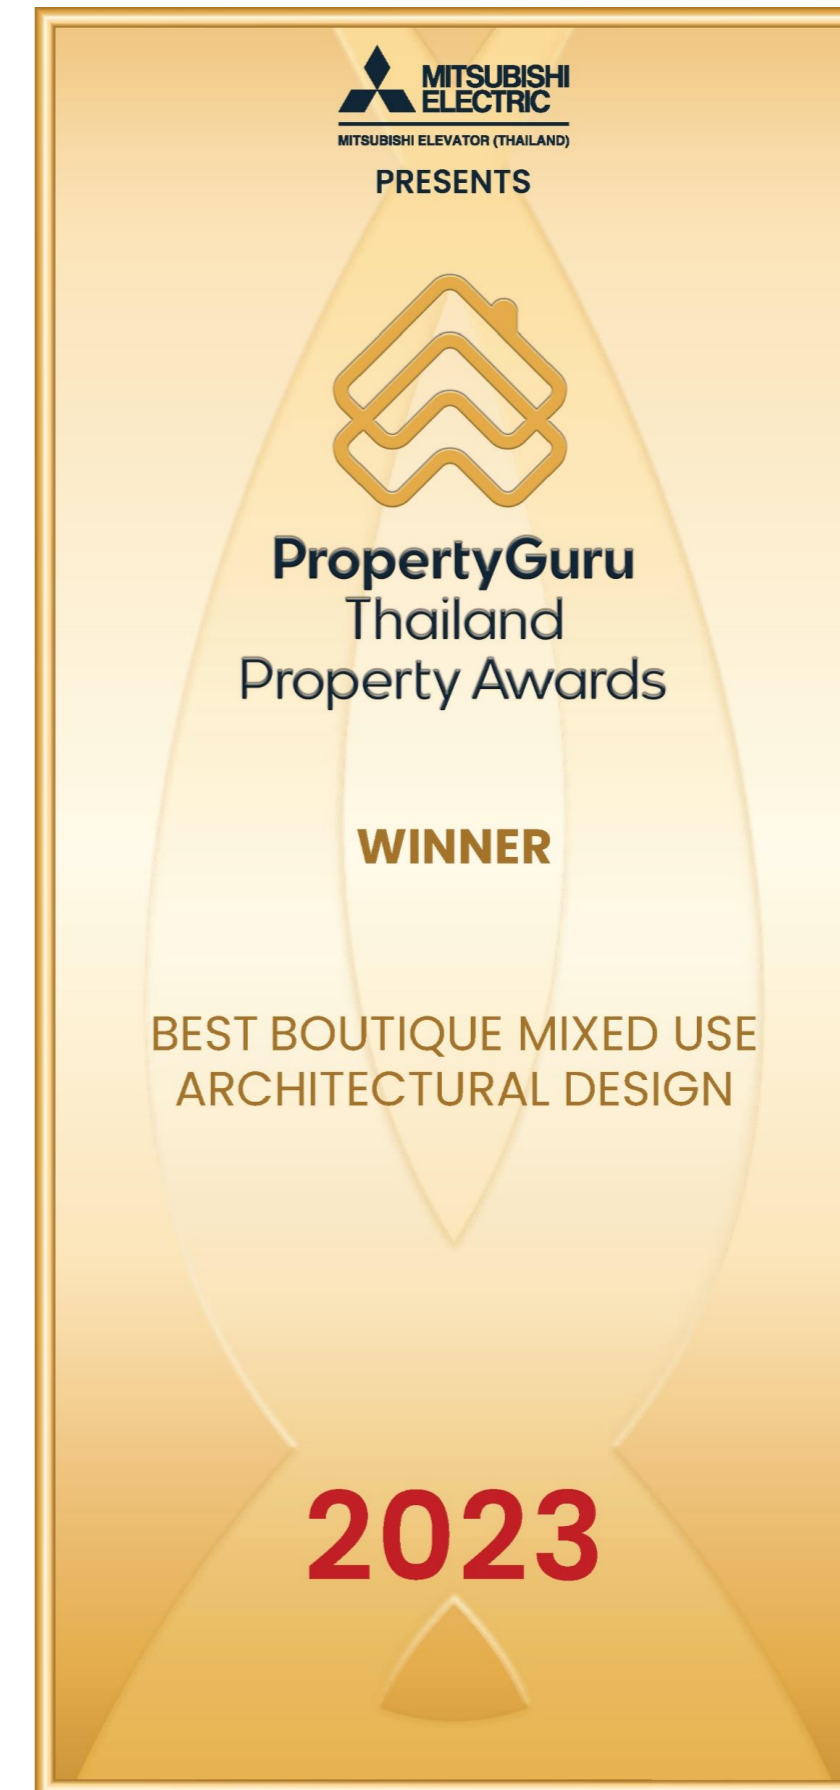 MITSUBISHI
ELECTRIC
MITSUBISHI ELEVATOR (THAILAND)
PRESENTS
PropertyGuru
Thailand
Property Awards
WINNER
BEST BOUTIQUE MIXED USE
ARCHITECTURAL DESIGN
2023